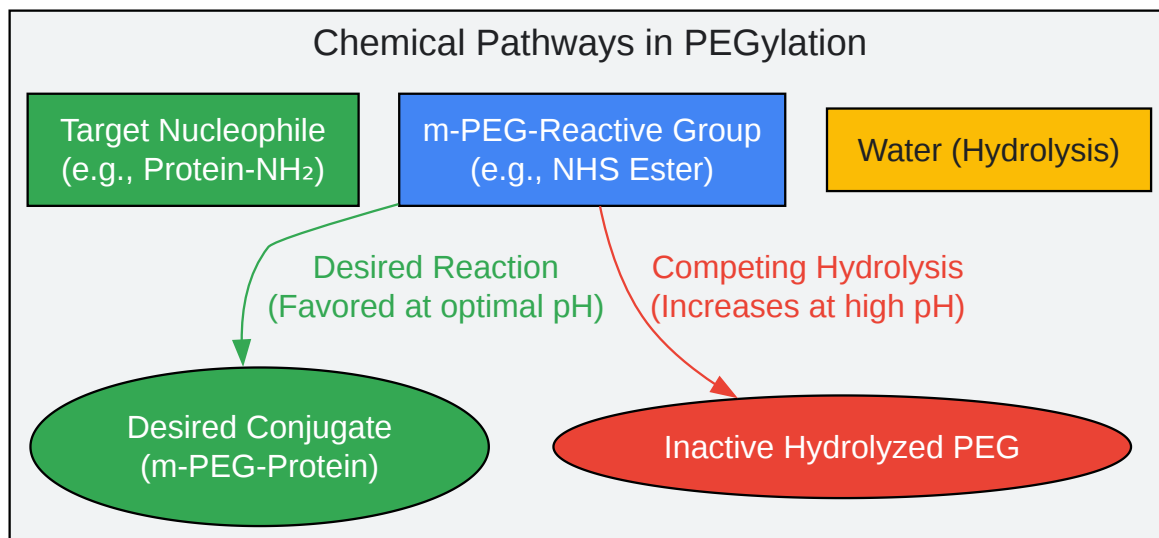 Chemical Pathways in PEGylation
Target Nucleophile
(e.g., Protein-NH₂)
m-PEG-Reactive Group
(e.g., NHS Ester)
Water (Hydrolysis)
Desired Reaction
(Favored at optimal pH)
Competing Hydrolysis
(Increases at high pH)
Desired Conjugate
(m-PEG-Protein)
Inactive Hydrolyzed PEG